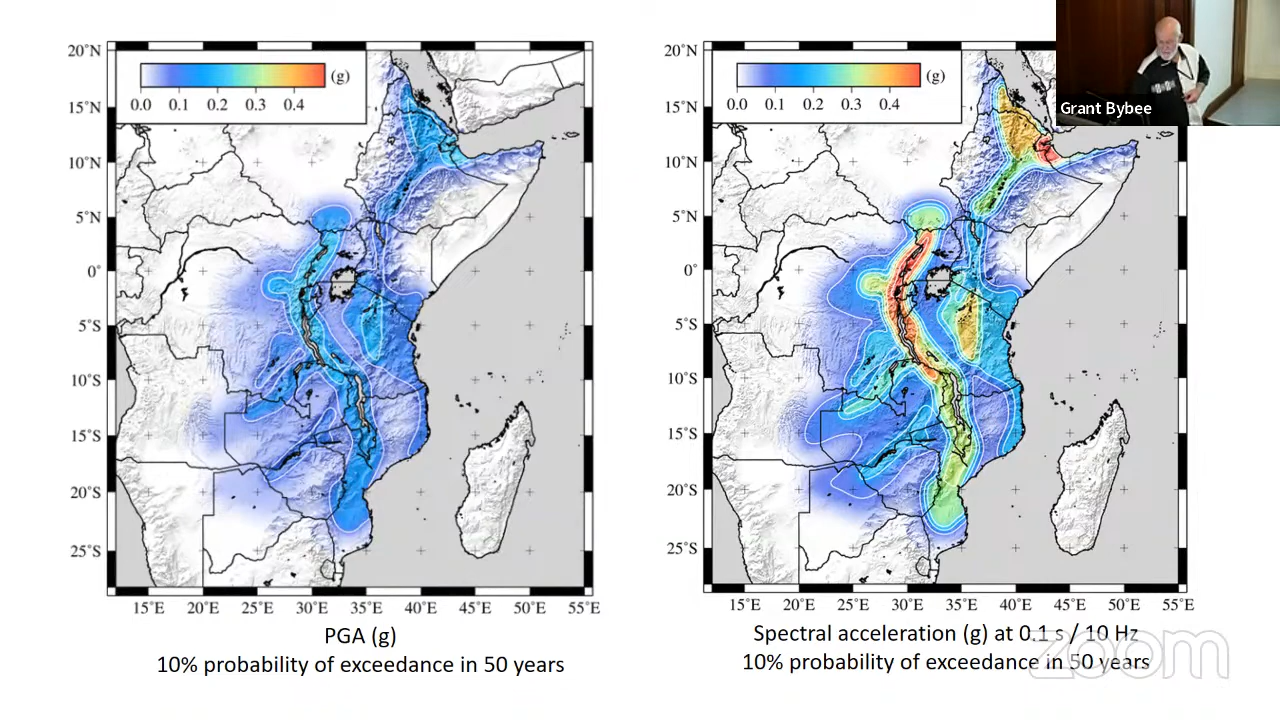 20°N
15°N
10°N
5°N
0°
5°S
10°S
15°S
20°S
25°S
15°E 20°E 25°E 30°E 35°E 40°E 45°E 50°E 55°E
0.0 0.1 0.2 0.3 0.4
(g)
PGA (g)
10% probability of exceedance in 50 years
20°N
15°N
10°N
5°N
0°
5°S
10°S
15°S
20°S
25°S
15°E 20°E 25°E 30°E 35°E 40°E 45°E 50°E 55°E
0.0 0.1 0.2 0.3 0.4
(g)
Spectral acceleration (g) at 0.1 s / 10 Hz
10% probability of exceedance in 50 years
Grant Bybee
zoom